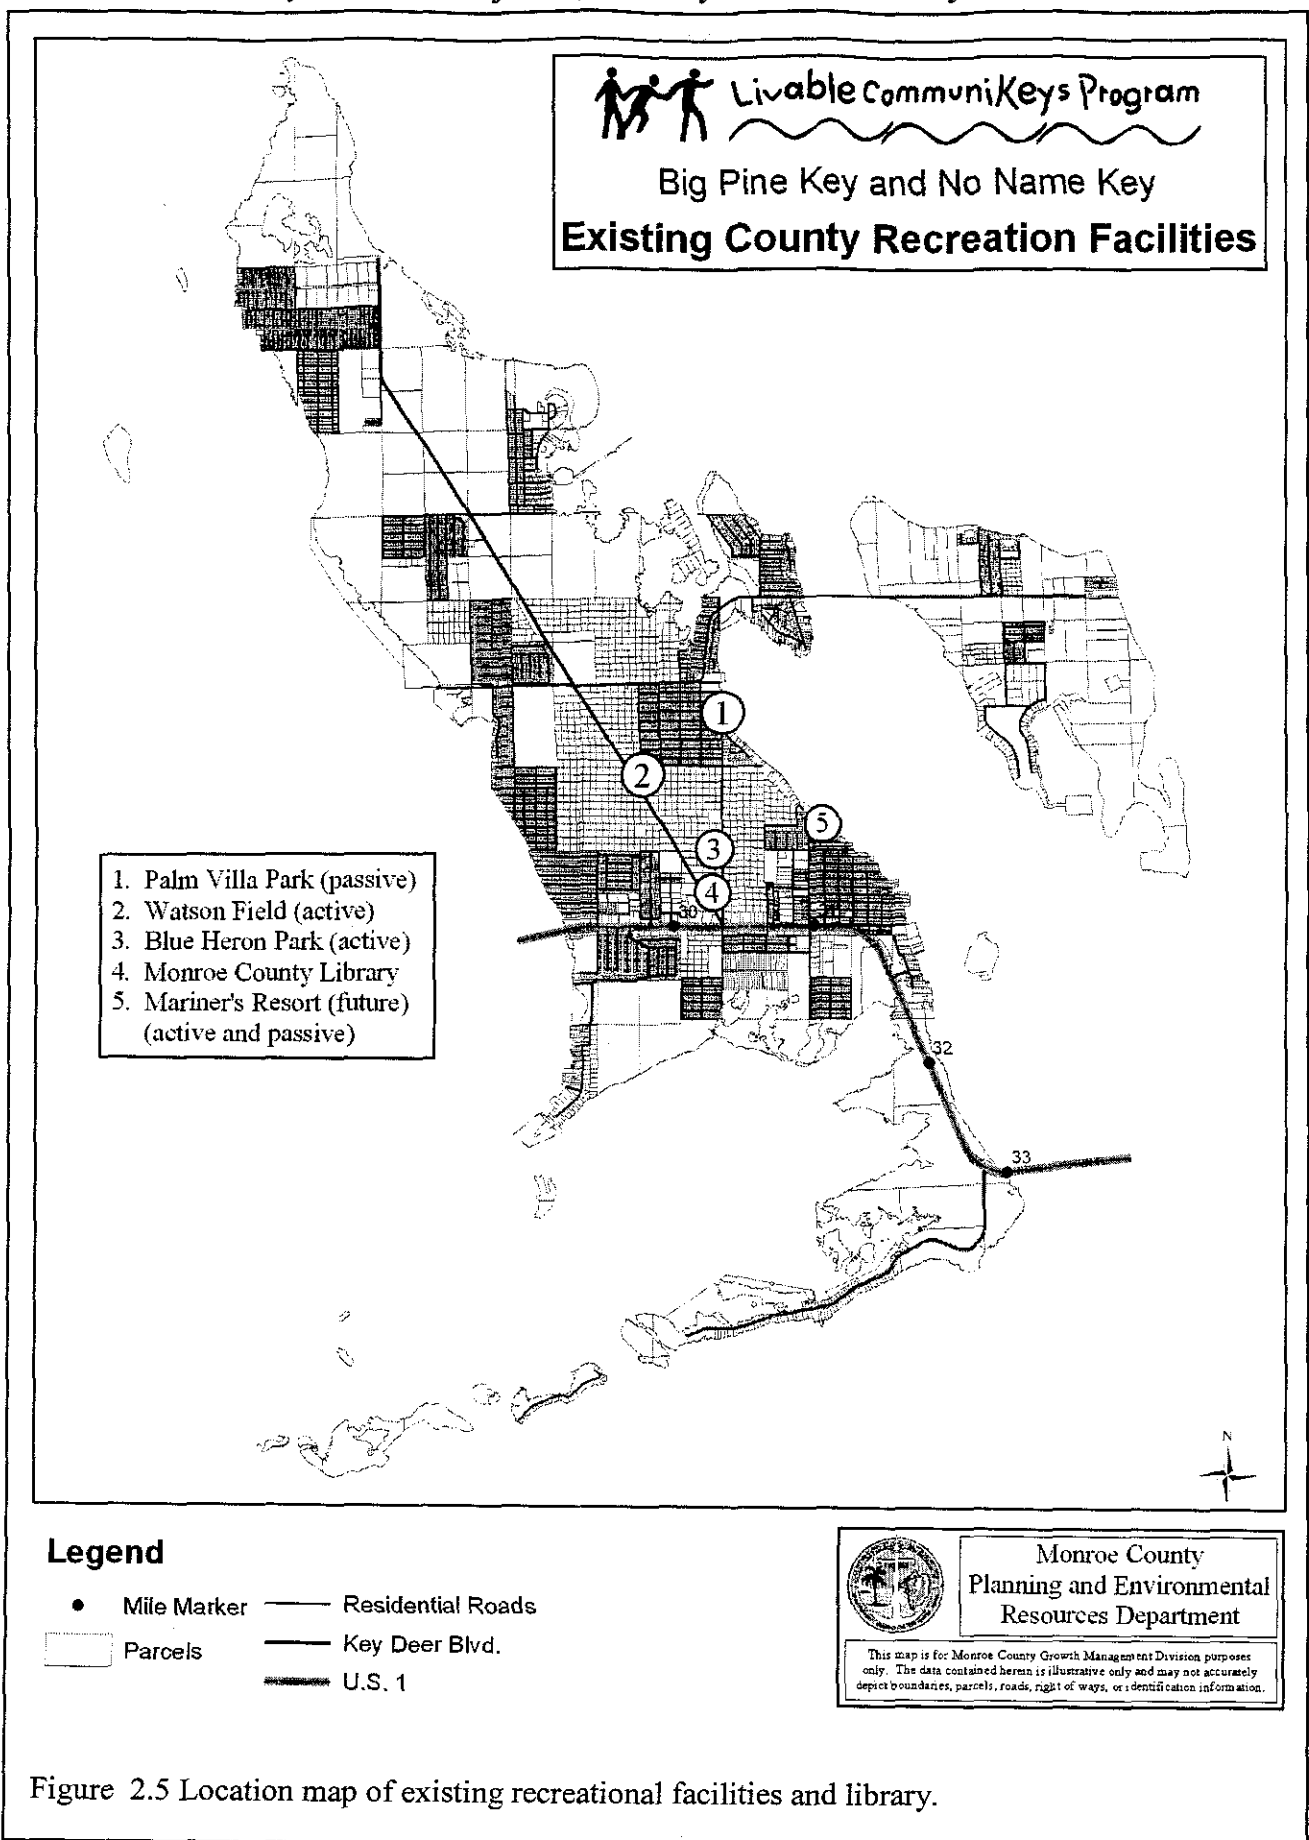 Livable CommuniKeys Program
Big Pine Key and No Name Key
Existing County Recreation Facilities
1
2
5
3
4
1. Palm Villa Park (passive)
2. Watson Field (active)
3. Blue Heron Park (active)
4. Monroe County Library
5. Mariner's Resort (future)
(active and passive)
30
32
33
N
Legend
Mile Marker
Residential Roads
Parcels
Key Deer Blvd.
U.S. 1
Monroe County
Planning and Environmental
Resources Department
This map is for Monroe County Growth Management Division purposes
only. The data contained herein is illustrative only and may not accurately
depict boundaries, parcels, roads, right of ways, or identification information.
Figure 2.5 Location map of existing recreational facilities and library.